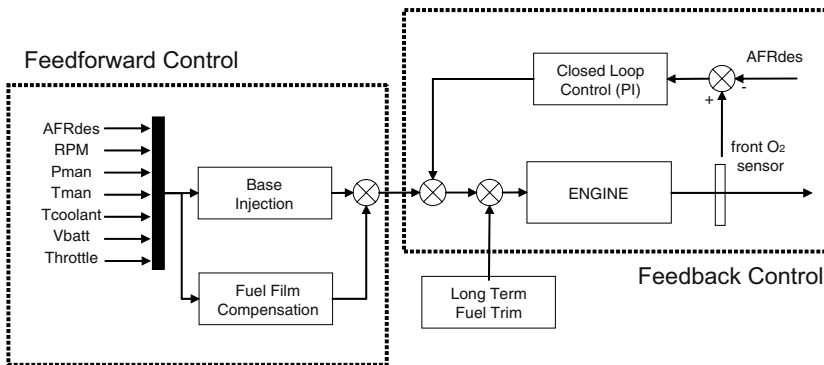 Feedforward Control
AFRdes
RPM
Pman
Tman
Tcoolant
Vbatt
Throttle
Base
Injection
Fuel Film
Compensation
Closed Loop
Control (PI)
AFRdes
+
-
front O2
sensor
ENGINE
Long Term
Fuel Trim
Feedback Control